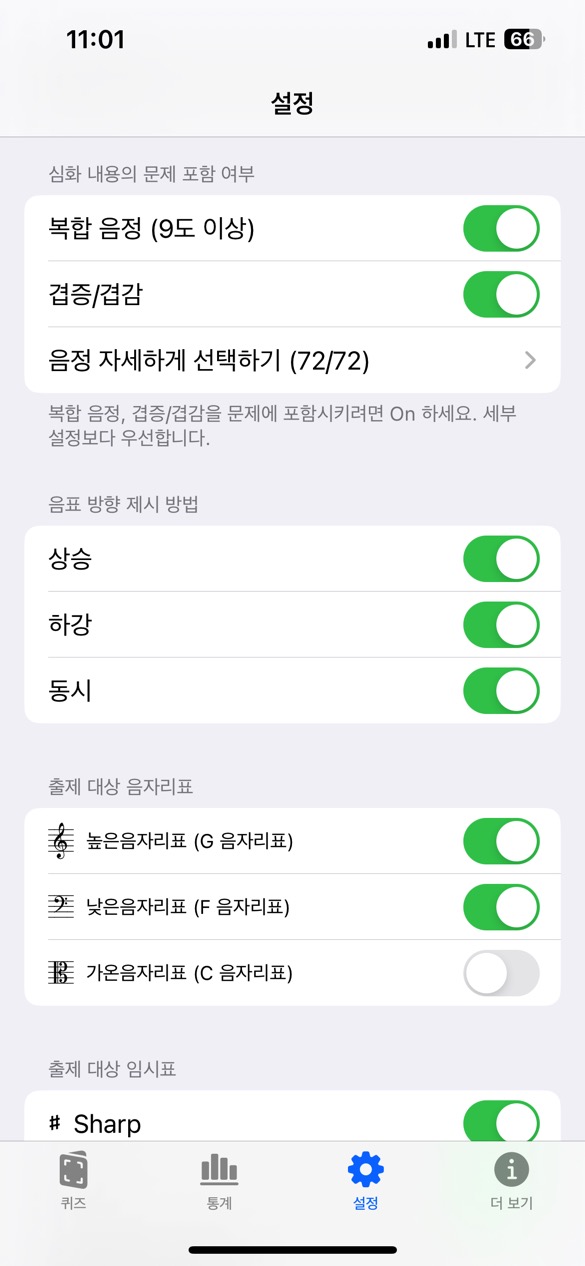 11:01
LTE 66
설정
심화 내용의 문제 포함 여부
복합 음정 (9도 이상)
겹증/겹감
음정 자세하게 선택하기 (72/72)
복합 음정, 겹증/겹감을 문제에 포함시키려면 On 하세요. 세부
설정보다 우선합니다.
음표 방향 제시 방법
상승
하강
동시
출제 대상 음자리표
높은음자리표 (G 음자리표)
낮은음자리표 (F 음자리표)
가온음자리표 (C 음자리표)
출제 대상 임시표
♯ Sharp
퀴즈 통계 설정 더 보기